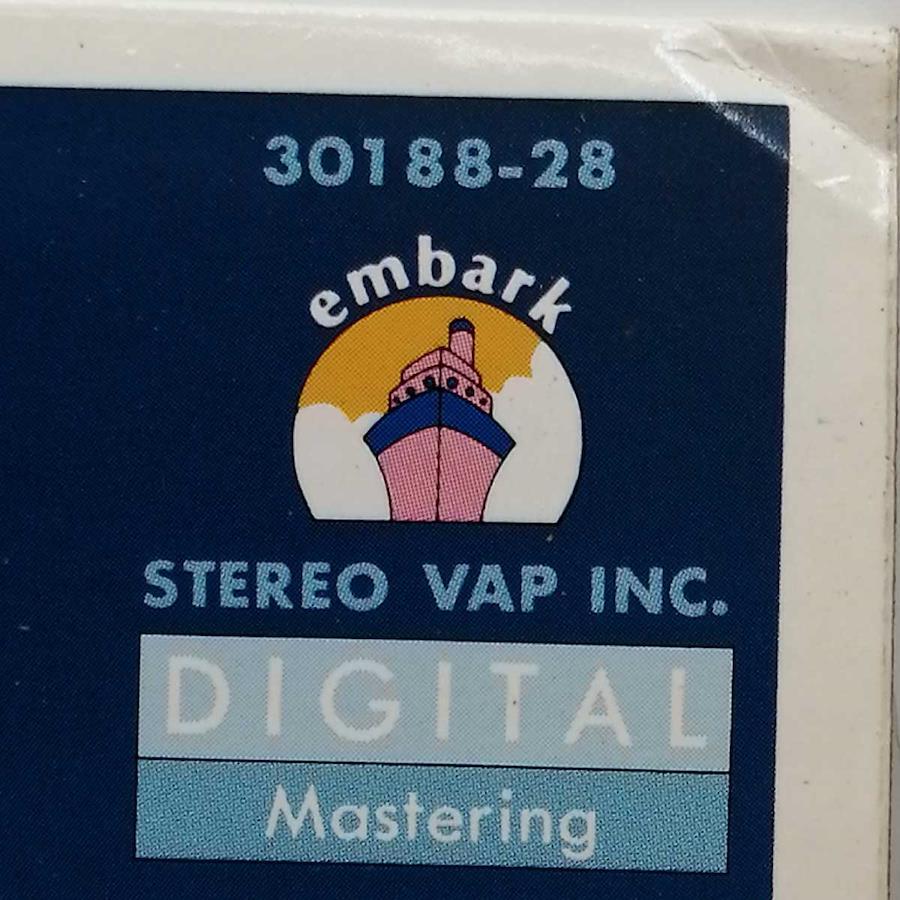 30188-28
embark
STEREO VAP INC.
DIGITAL
Mastering